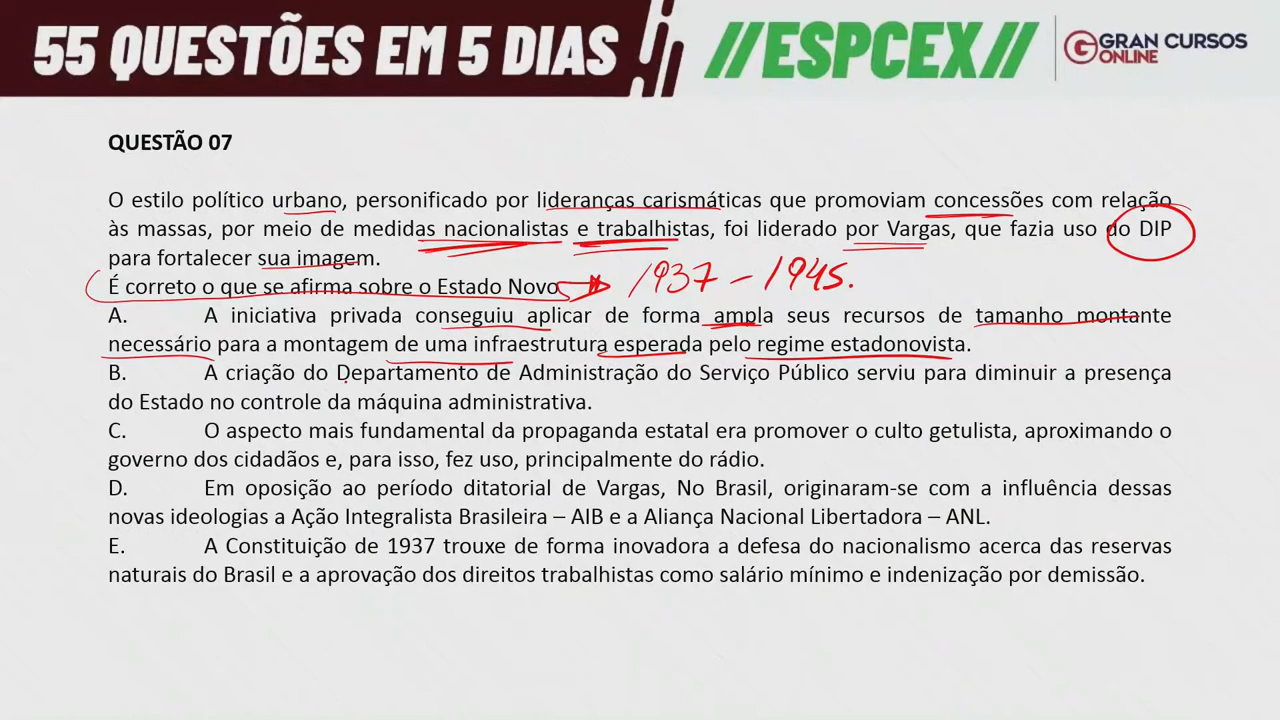 55 QUESTÕES EM 5 DIAS
//ESPCEX//
GRAN CURSOS
ONLINE
QUESTÃO 07
O estilo político urbano, personificado por lideranças carismáticas que promoviam concessões com relação
às massas, por meio de medidas nacionalistas e trabalhistas, foi liderado por Vargas, que fazia uso do DIP
para fortalecer sua imagem.
É correto o que se afirma sobre o Estado Novo
1937 - 1945.
A. A iniciativa privada conseguiu aplicar de forma ampla seus recursos de tamanho montante
necessário para a montagem de uma infraestrutura esperada pelo regime estadonovista.
B. A criação do Departamento de Administração do Serviço Público serviu para diminuir a presença
do Estado no controle da máquina administrativa.
C. O aspecto mais fundamental da propaganda estatal era promover o culto getulista, aproximando o
governo dos cidadãos e, para isso, fez uso, principalmente do rádio.
D. Em oposição ao período ditatorial de Vargas, No Brasil, originaram-se com a influência dessas
novas ideologias a Ação Integralista Brasileira – AIB e a Aliança Nacional Libertadora – ANL.
E. A Constituição de 1937 trouxe de forma inovadora a defesa do nacionalismo acerca das reservas
naturais do Brasil e a aprovação dos direitos trabalhistas como salário mínimo e indenização por demissão.